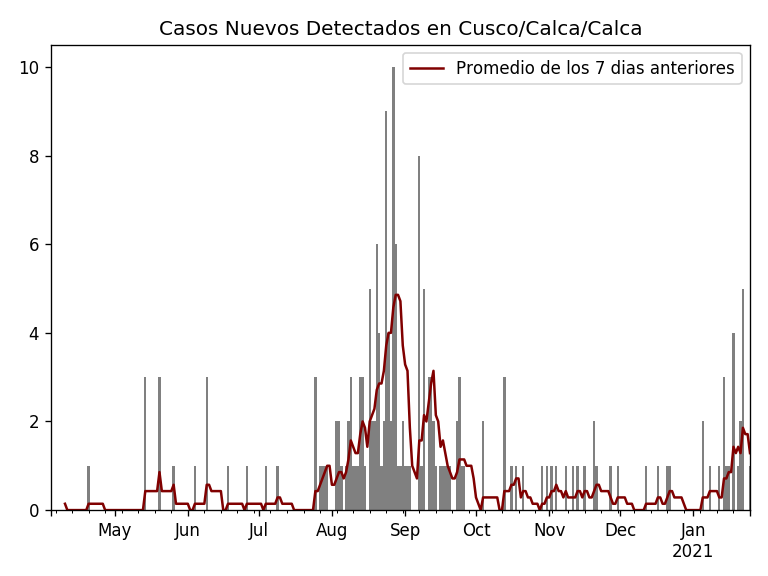 Casos Nuevos Detectados en Cusco/Calca/Calca
Promedio de los 7 dias anteriores
10
8
6
4
2
0
May Jun Jul Aug Sep Oct Nov Dec Jan
2021